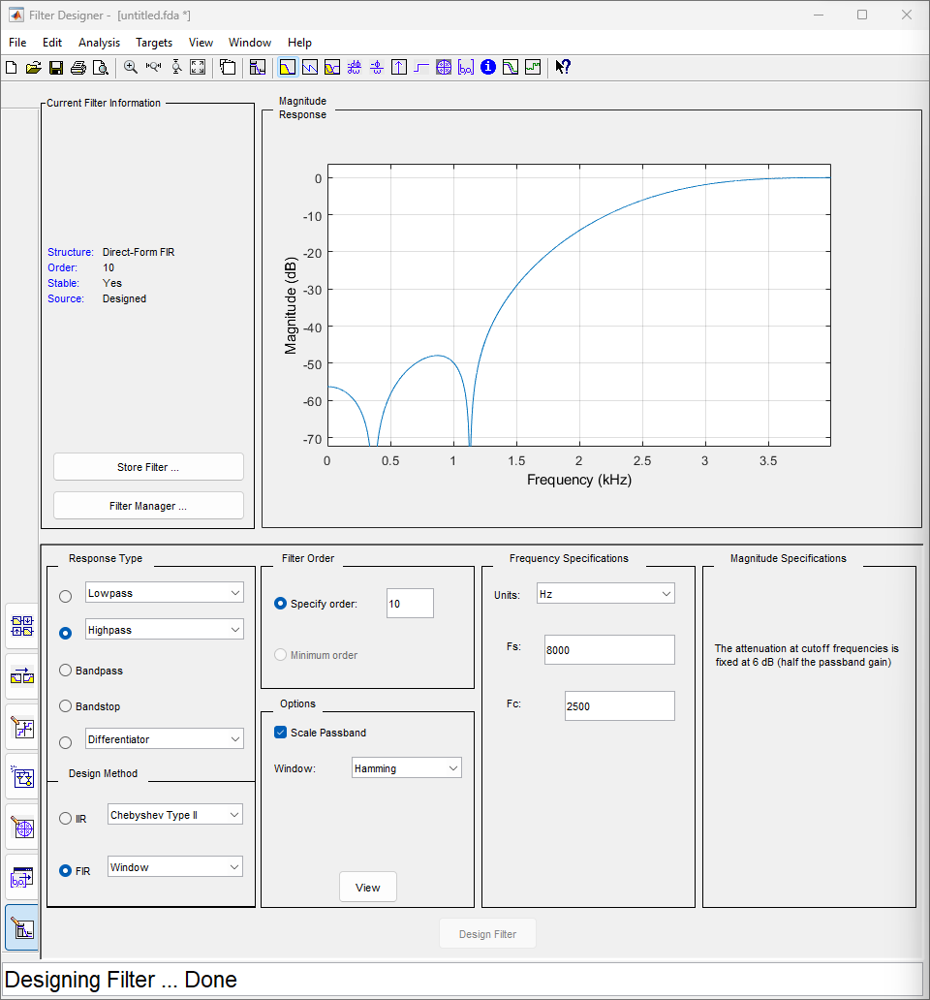 Filter Designer - [untitled.fda *]
File Edit Analysis Targets View Window Help
Current Filter Information
Structure: Direct-Form FIR
Order: 10
Stable: Yes
Source: Designed
Store Filter ...
Filter Manager ...
Magnitude
Response
0
-10
-20
-30
-40
-50
-60
-70
Magnitude (dB)
0 0.5 1 1.5 2 2.5 3 3.5
Frequency (kHz)
Response Type
Lowpass
Highpass
Bandpass
Bandstop
Differentiator
Design Method
IIR Chebyshev Type II
FIR Window
Filter Order
Specify order: 10
Minimum order
Options
Scale Passband
Window: Hamming
View
Frequency Specifications
Units: Hz
Fs: 8000
Fc: 2500
Magnitude Specifications
The attenuation at cutoff frequencies is
fixed at 6 dB (half the passband gain)
Design Filter
Designing Filter ... Done